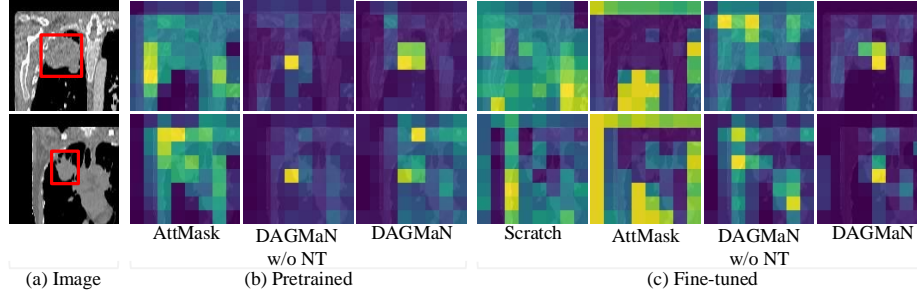 AttMask DAGMaN w/o NT DAGMaN Scratch AttMask DAGMaN w/o NT DAGMaN
(a) Image (b) Pretrained (c) Fine-tuned